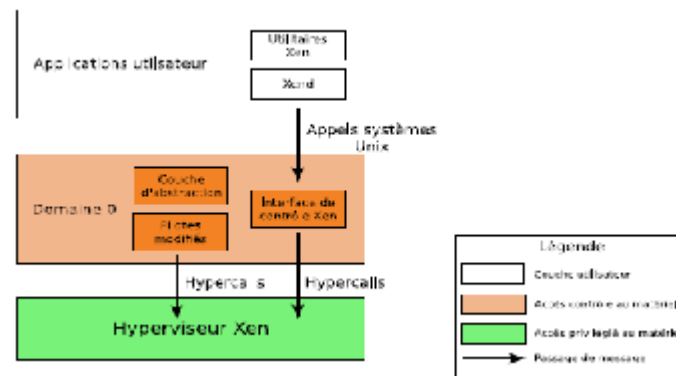 Utilitaires
Xen
Applications utilisateur
Xend
Appels systèmes
Unix
Couche
d'abstraction
Domaine 0
Interface de
contrôle Xen
Pilotes
modifiés
Hypercalls
Hypercalls
Hyperviseur Xen
Légende
Couche utilisateur
Accès contrôlé au matériel
Accès privilégié au matériel
Passage de message